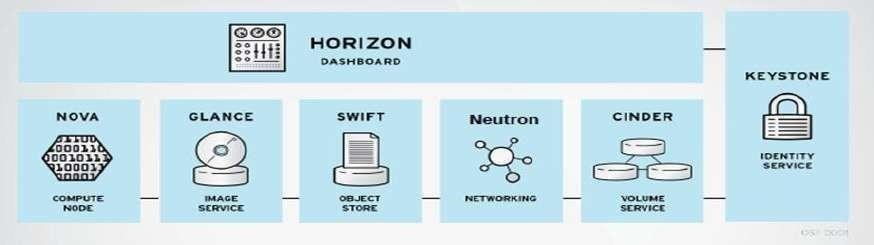 HORIZON
DASHBOARD
KEYSTONE
IDENTITY
SERVICE
NOVA
COMPUTE
NODE
GLANCE
IMAGE
SERVICE
SWIFT
OBJECT
STORE
Neutron
NETWORKING
CINDER
VOLUME
SERVICE